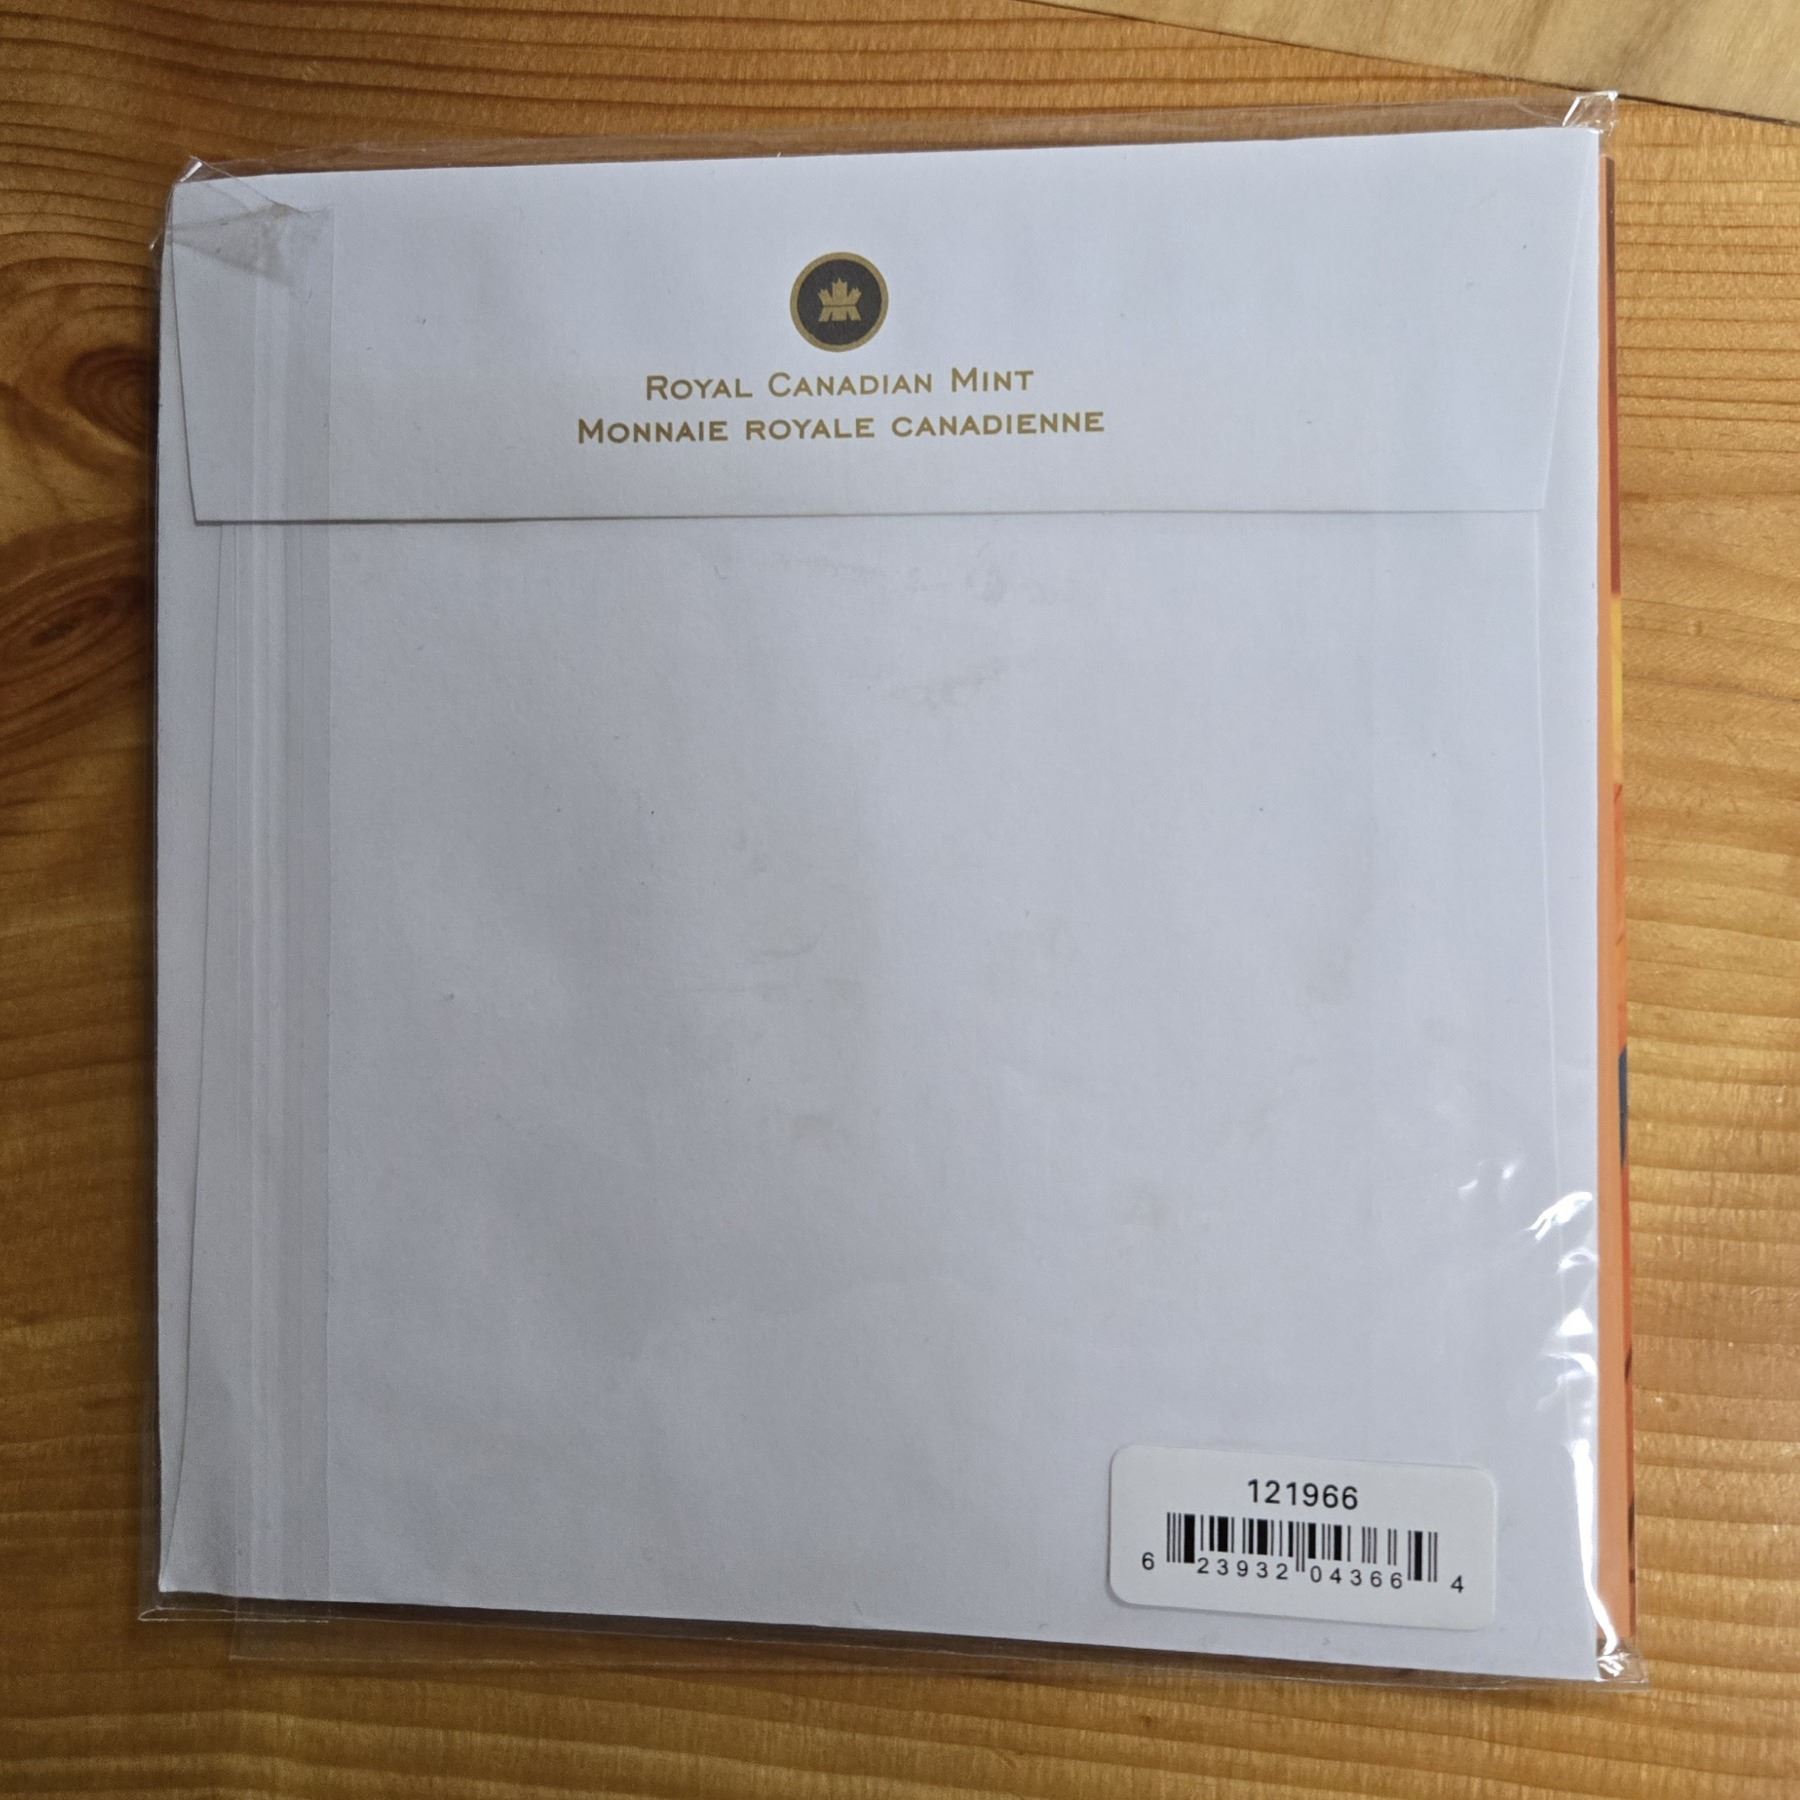 Royal Canadian Mint
Monnaie royale canadienne
121966
6 23932 04366 4